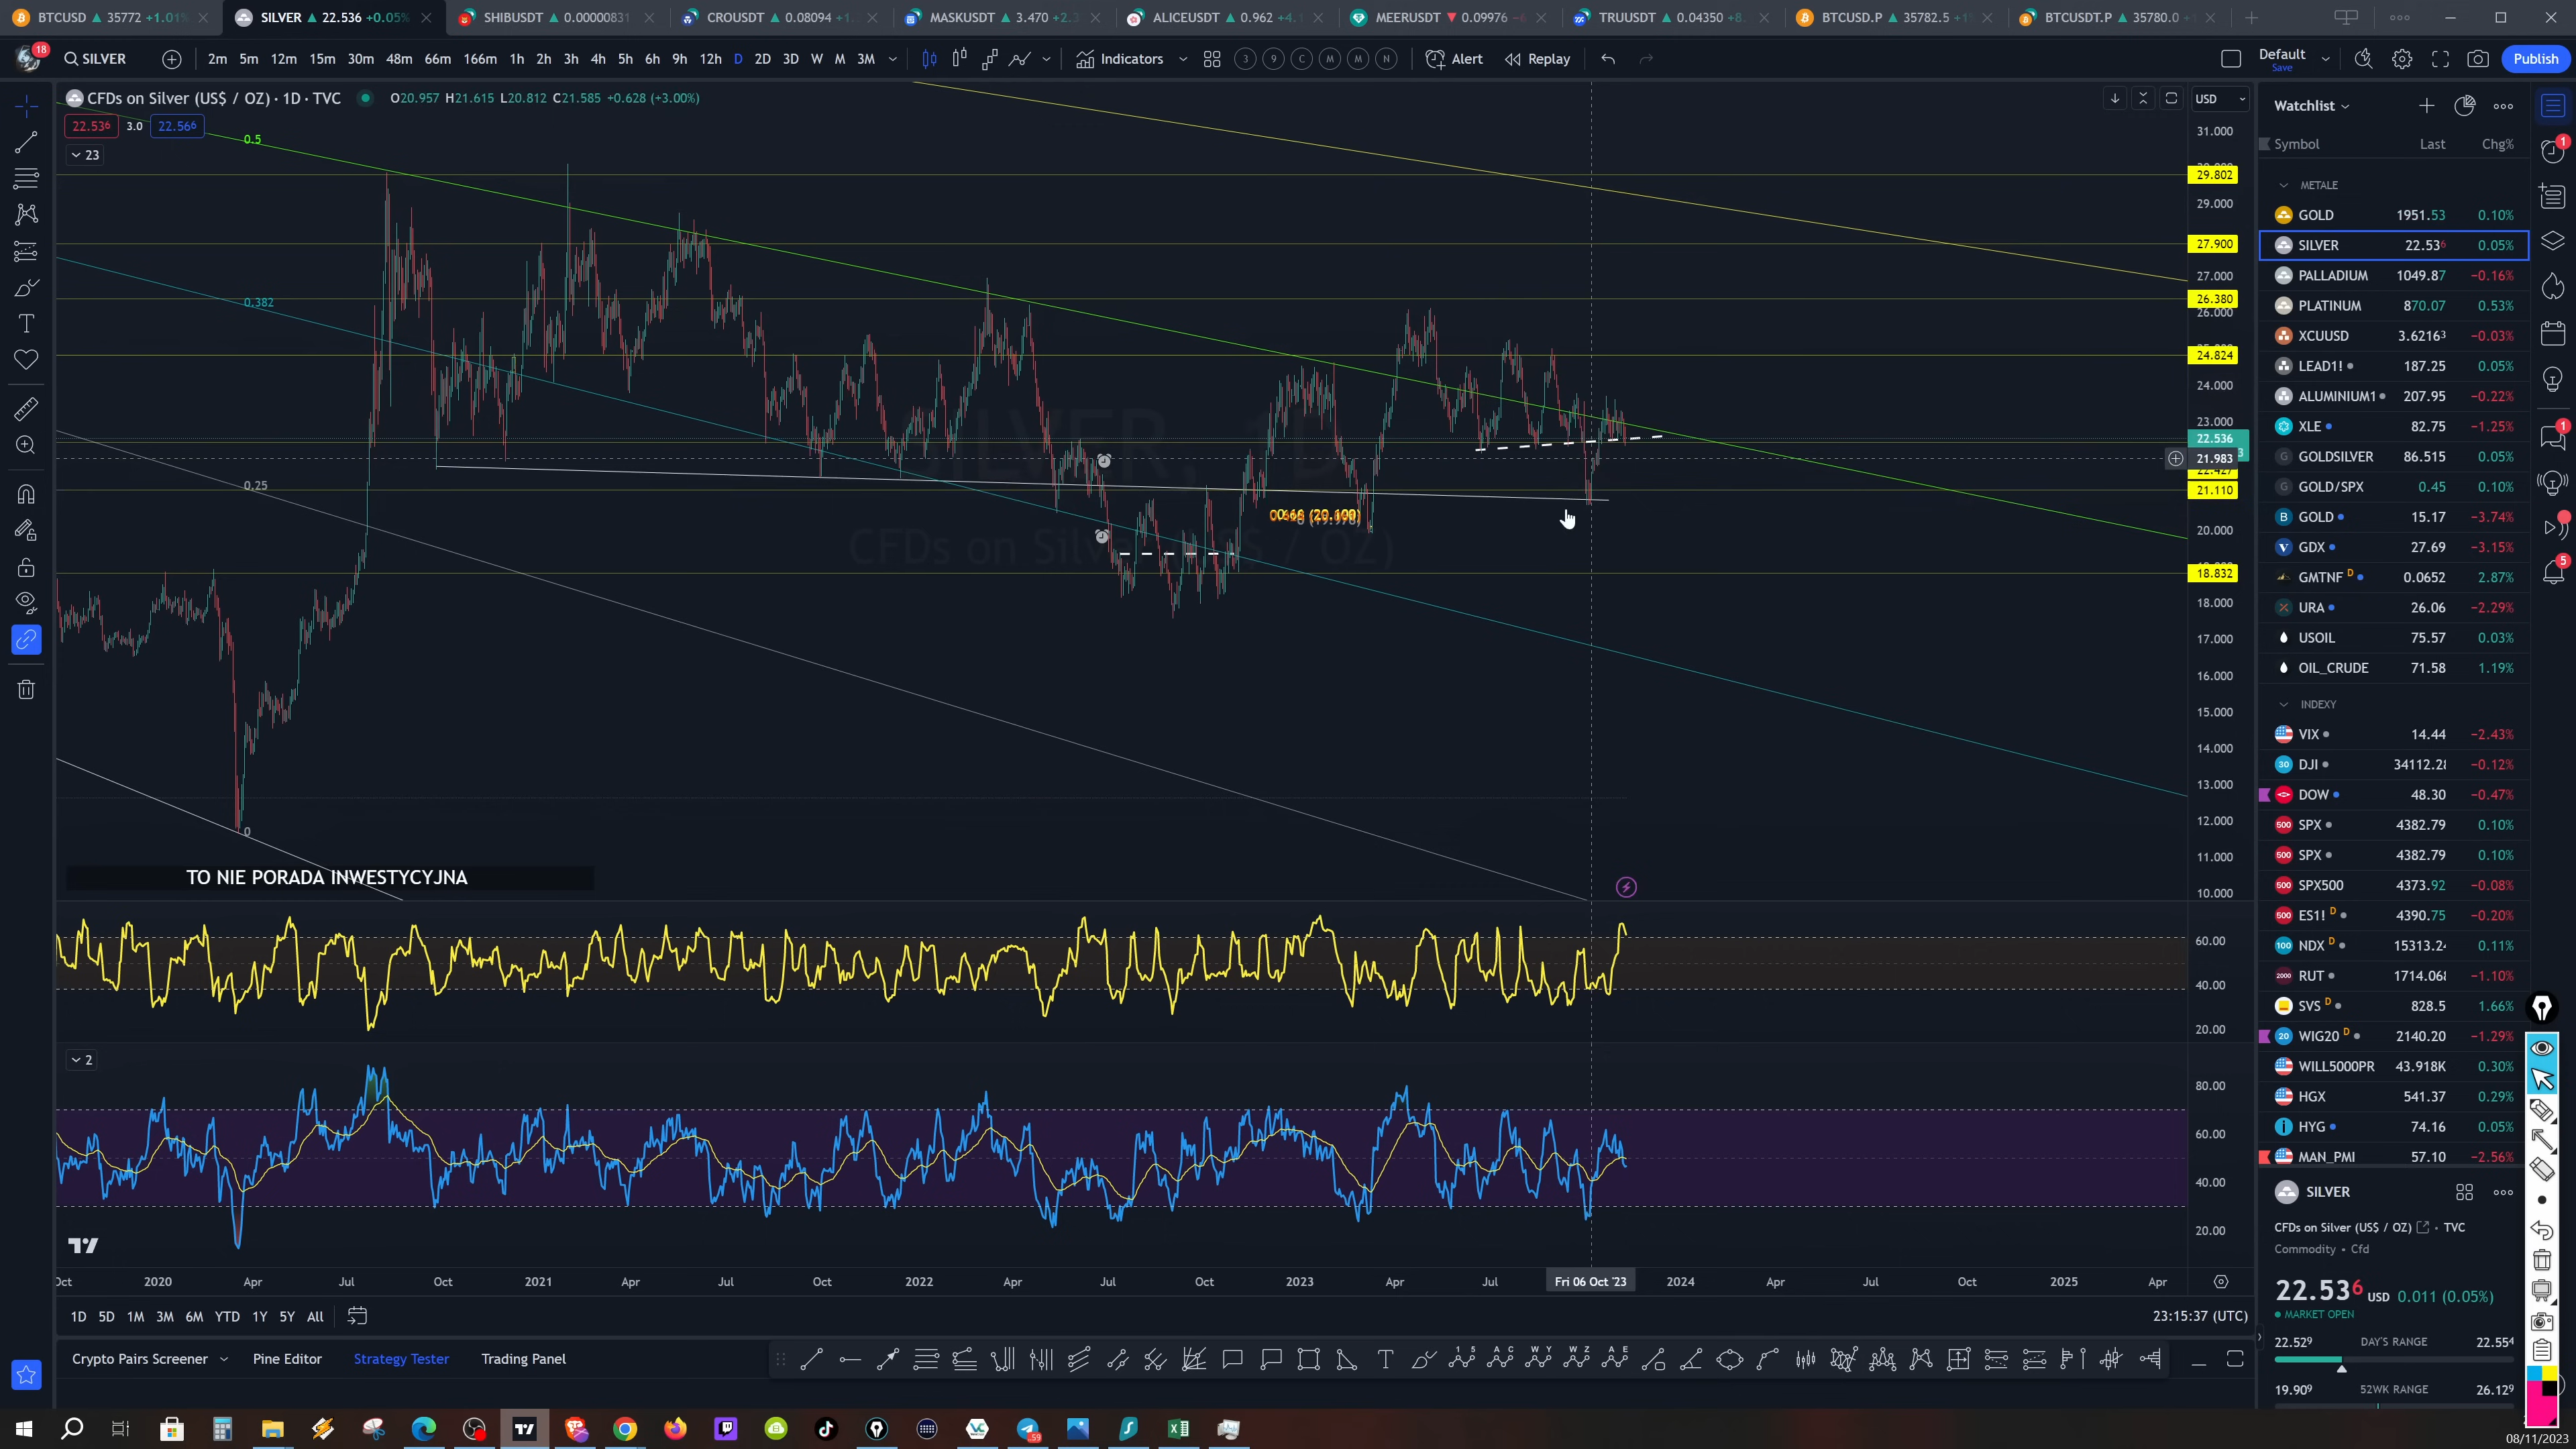 BTCUSD ▲ 35772 +1.01%
SILVER ▲ 22.536 +0.05%
SHIBUSDT ▲ 0.00000831
CROUSDT ▲ 0.08094
MASKUSDT ▲ 3.470
ALICEUSDT ▲ 0.962
MEERUSDT ▼ 0.09976
TRUUSDT ▲ 0.04350
BTCUSD.P ▲ 35782.5
BTCUSDT.P ▲ 35780.0
18 SILVER 2m 5m 12m 15m 30m 48m 66m 166m 1h 2h 3h 4h 5h 6h 9h 12h D 2D 3D W M 3M Indicators 3 9 C M M N Alert Replay Default Save Publish
CFDs on Silver (US$ / OZ) · 1D · TVC O20.957 H21.615 L20.812 C21.585 +0.628 (+3.00%) USD
22.536 3.0 22.566
23
0.5
0.382
0.25
0
SILVER, 1D
CFDs on Silver (US$ / OZ)
TO NIE PORADA INWESTYCYJNA
31.000
29.802
29.000
27.900
27.000
26.380
26.000
24.824
24.000
23.000
22.536
21.983
21.110
20.000
18.832
18.000
17.000
16.000
15.000
14.000
13.000
12.000
11.000
10.000
60.00
40.00
20.00
2
80.00
60.00
40.00
20.00
Oct 2020 Apr Jul Oct 2021 Apr Jul Oct 2022 Apr Jul Oct 2023 Apr Jul Fri 06 Oct '23 2024 Apr Jul Oct 2025 Apr
1D 5D 1M 3M 6M YTD 1Y 5Y All 23:15:37 (UTC)
Crypto Pairs Screener Pine Editor Strategy Tester Trading Panel
Watchlist
Symbol Last Chg%
METALE
GOLD 1951.53 0.10%
SILVER 22.536 0.05%
PALLADIUM 1049.87 −0.16%
PLATINUM 870.07 0.53%
XCUUSD 3.62163 −0.03%
LEAD1! 187.25 0.05%
ALUMINIUM1 207.95 −0.22%
XLE 82.75 −1.25%
GOLDSILVER 86.515 0.05%
GOLD/SPX 0.45 0.10%
GOLD 15.17 −3.74%
GDX 27.69 −3.15%
GMTNF D 0.0652 2.87%
URA 26.06 −2.29%
USOIL 75.57 0.03%
OIL_CRUDE 71.58 1.19%
INDEXY
VIX 14.44 −2.43%
DJI 34112.28 −0.12%
DOW 48.30 −0.47%
SPX 4382.79 0.10%
SPX 4382.79 0.10%
SPX500 4373.92 −0.08%
ES1! D 4390.75 −0.20%
NDX D 15313.24 0.11%
RUT 1714.068 −1.10%
SVS D 828.5 1.66%
WIG20 D 2140.20 −1.29%
WILL5000PR 43.918K 0.30%
HGX 541.37 0.29%
HYG 74.16 0.05%
MAN_PMI 57.10 −2.56%
SILVER
CFDs on Silver (US$ / OZ) · TVC
Commodity • Cfd
22.536 USD 0.011 (0.05%)
MARKET OPEN
22.529 DAY'S RANGE 22.554
19.909 52WK RANGE 26.129
08/11/2023